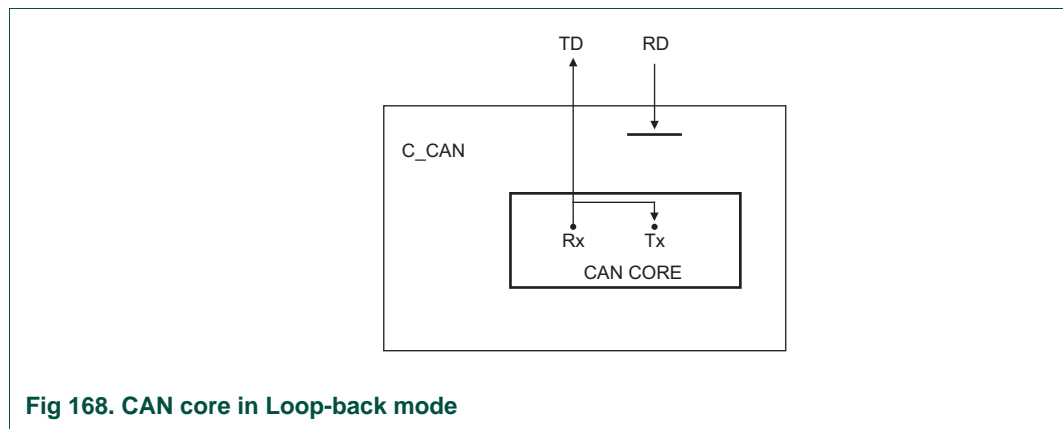 TD RD
C_CAN
Rx Tx
CAN CORE
Fig 168. CAN core in Loop-back mode